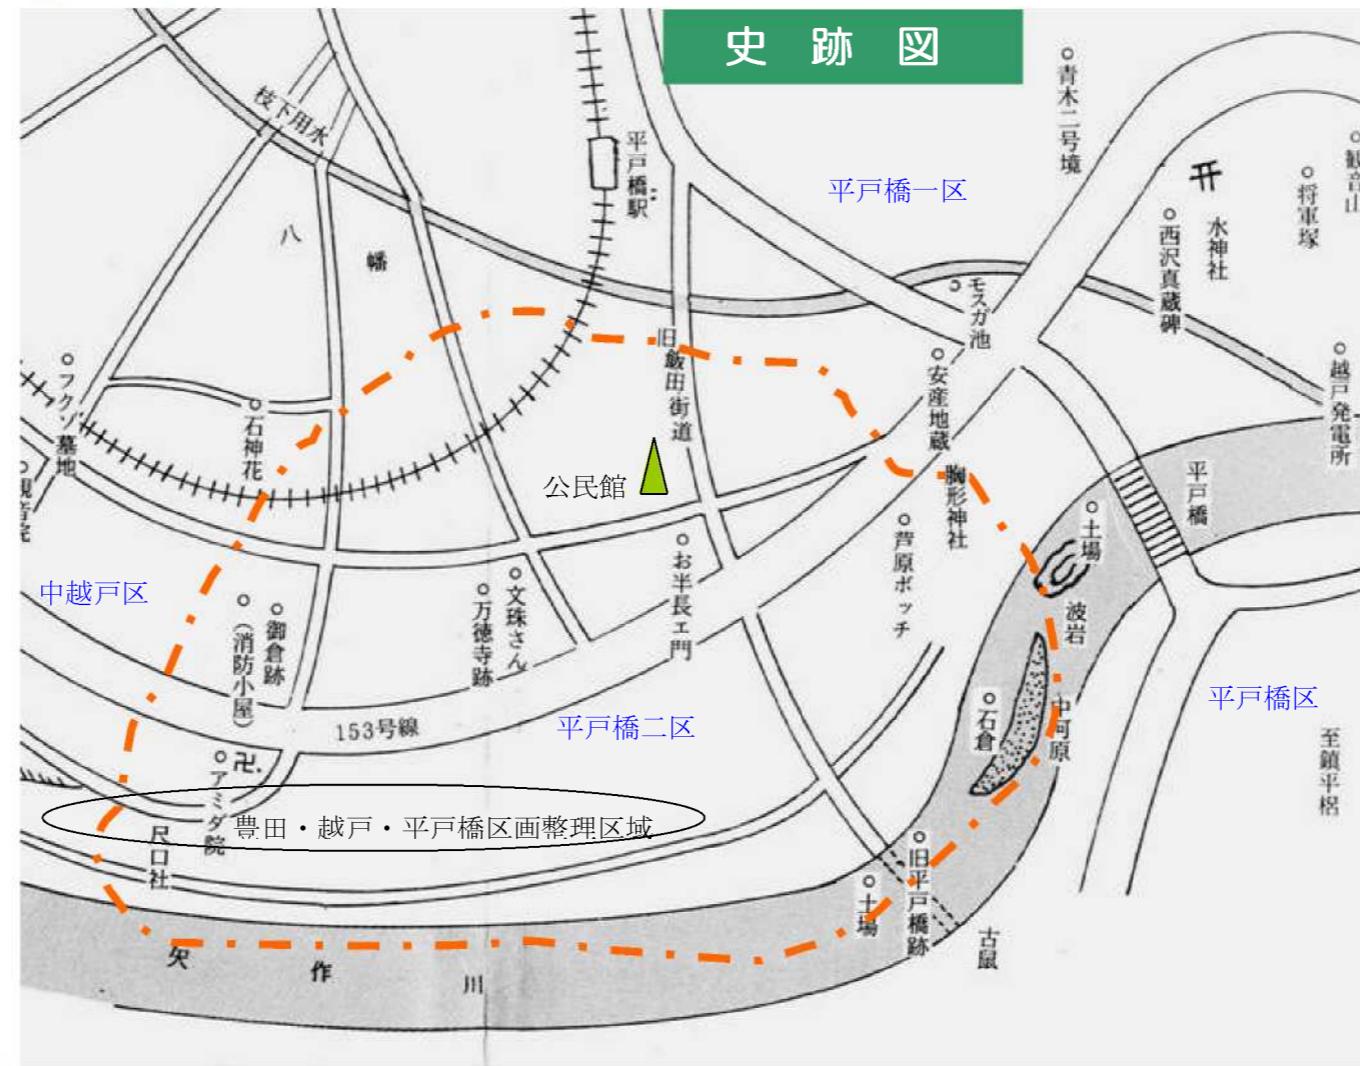 史跡図
青木二号境
観音山
将軍塚
水神社
西沢真蔵碑
平戸橋一区
平戸橋駅
枝下用水
八幡
モスガ池
旧飯田街道
安産地蔵
越戸発電所
フクソ墓地
石神花
公民館
胸形神社
平戸橋
土場
芦原ボッチ
お半長ェ門
文珠さん
万徳寺跡
中越戸区
御倉跡
(消防小屋)
波岩
中河原
石倉
平戸橋区
平戸橋二区
153号線
至鎮平梠
卍
アミダ院
豊田・越戸・平戸橋区画整理区域
尺口社
旧平戸橋跡
土場
古鼠
矢作川